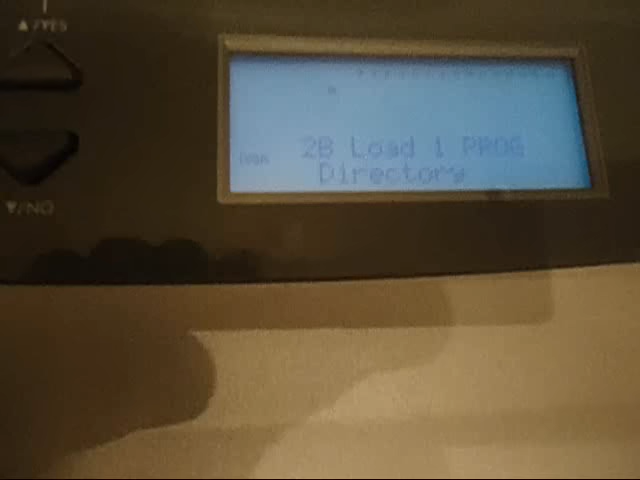 ▲/YES
2B Load 1 PROG
Directory
▼/NO